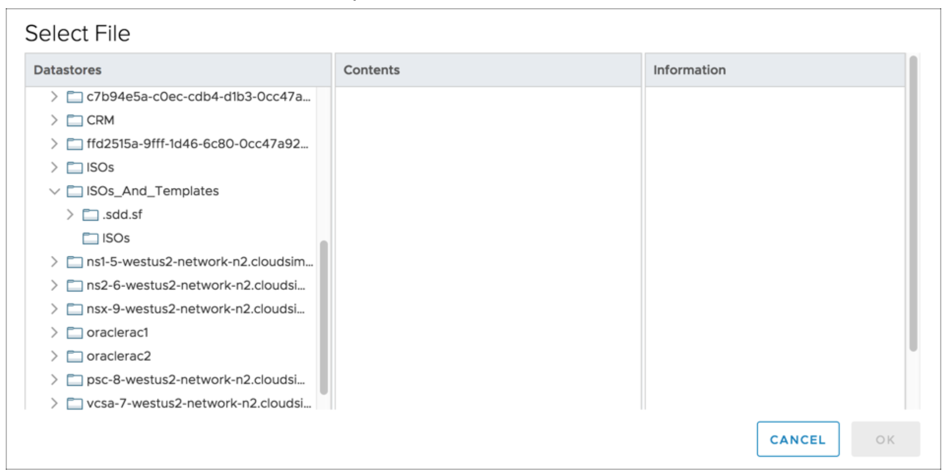 Select File
Datastores
Contents
Information
c7b94e5a-c0ec-cdb4-d1b3-0cc47a...
CRM
ffd2515a-9fff-1d46-6c80-0cc47a92...
ISOs
ISOs_And_Templates
.sdd.sf
ISOs
ns1-5-westus2-network-n2.cloudsim...
ns2-6-westus2-network-n2.cloudsi...
nsx-9-westus2-network-n2.cloudsi...
oraclerac1
oraclerac2
psc-8-westus2-network-n2.cloudsi...
vcsa-7-westus2-network-n2.cloudsi...
CANCEL
OK